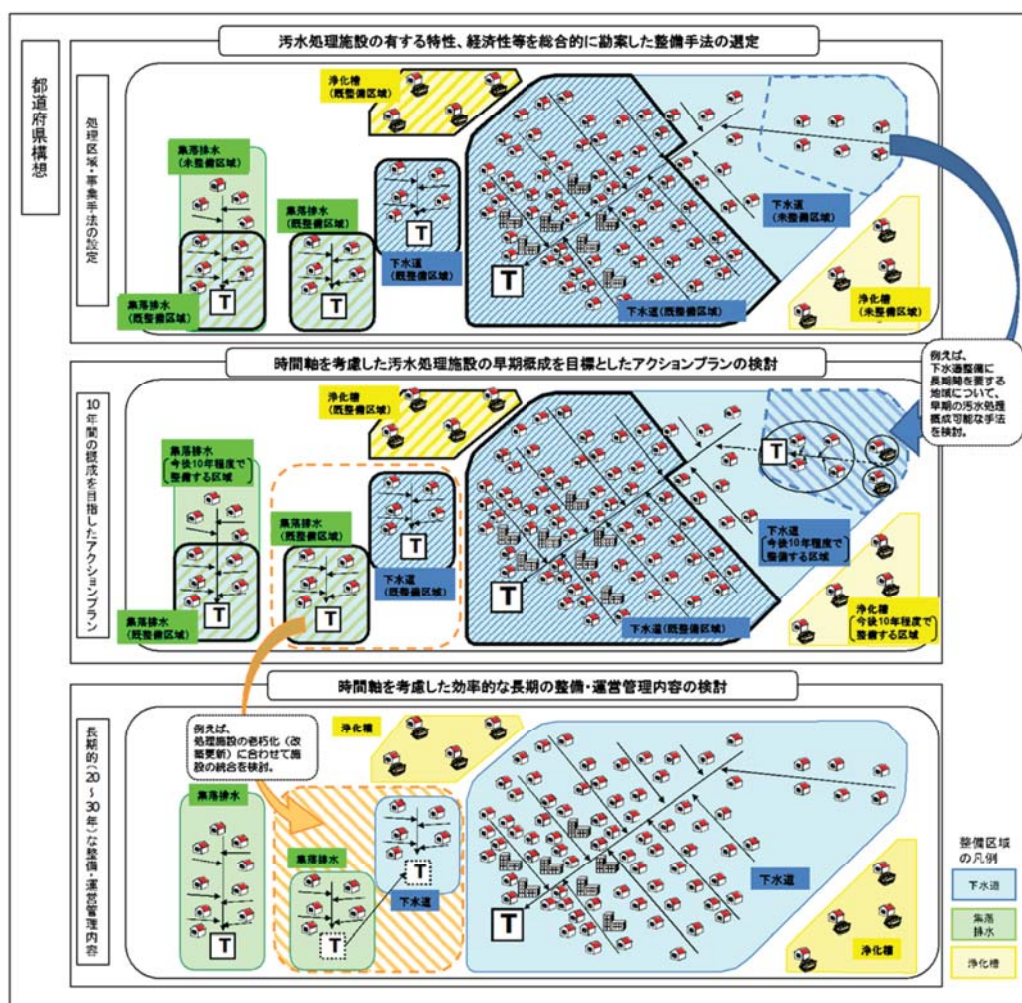 都道府県構想
汚水処理施設の有する特性、経済性等を総合的に勘案した整備手法の選定
処理区域・事業手法の設定
浄化槽
(既整備区域)
集落排水
(未整備区域)
集落排水
(既整備区域)
T
T
T
下水道
(既整備区域)
集落排水
(既整備区域)
T
下水道(既整備区域)
下水道
(未整備区域)
浄化槽
(未整備区域)
例えば、
下水道整備に
長期間を要する
地域について、
早期の汚水処理
概成可能な手法
を検討。
時間軸を考慮した汚水処理施設の早期概成を目標としたアクションプランの検討
10年間の概成を目指したアクションプラン
浄化槽
(既整備区域)
集落排水
今後10年程度で
整備する区域
集落排水
(既整備区域)
T
T
T
下水道
(既整備区域)
集落排水
(既整備区域)
T
下水道(既整備区域)
T
下水道
今後10年程度で
整備する区域
浄化槽
今後10年程度で
整備する区域
時間軸を考慮した効率的な長期の整備・運営管理内容の検討
長期的(20～30年)な整備・運営管理内容
例えば、
処理施設の老朽化(改
築更新)に合わせて施
設の統合を検討。
浄化槽
集落排水
T
集落排水
T
T
下水道
T
下水道
浄化槽
整備区域
の凡例
下水道
集落
排水
浄化槽